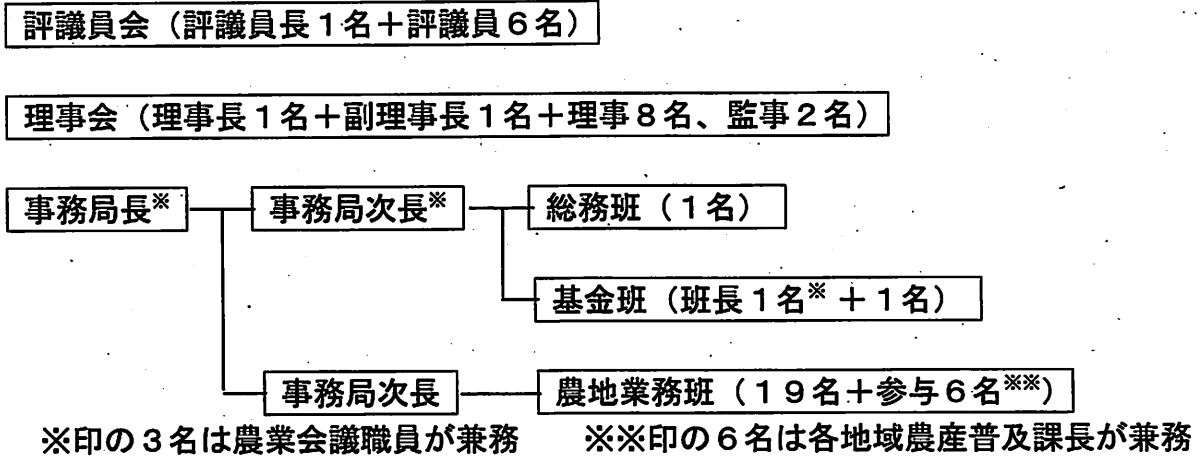 評議員会（評議員長１名＋評議員６名）
理事会（理事長１名＋副理事長１名＋理事８名、監事２名）
事務局長※ 事務局次長※ 総務班（１名）
基金班（班長１名※＋１名）
事務局次長 農地業務班（１９名＋参与６名※※）
※印の３名は農業会議職員が兼務 ※※印の６名は各地域農産普及課長が兼務